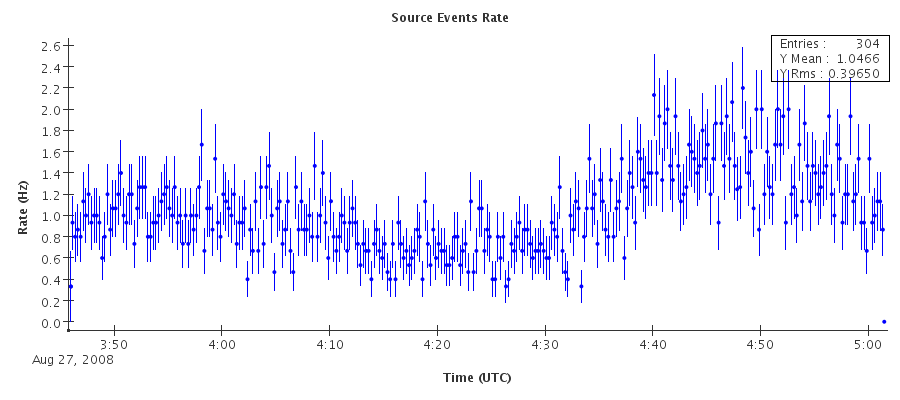 Source Events Rate
Entries : 304
Y Mean : 1.0466
Y Rms : 0.39650
2.6
2.4
2.2
2.0
1.8
1.6
1.4
1.2
1.0
0.8
0.6
0.4
0.2
0.0
Rate (Hz)
3:50 4:00 4:10 4:20 4:30 4:40 4:50 5:00
Aug 27, 2008
Time (UTC)